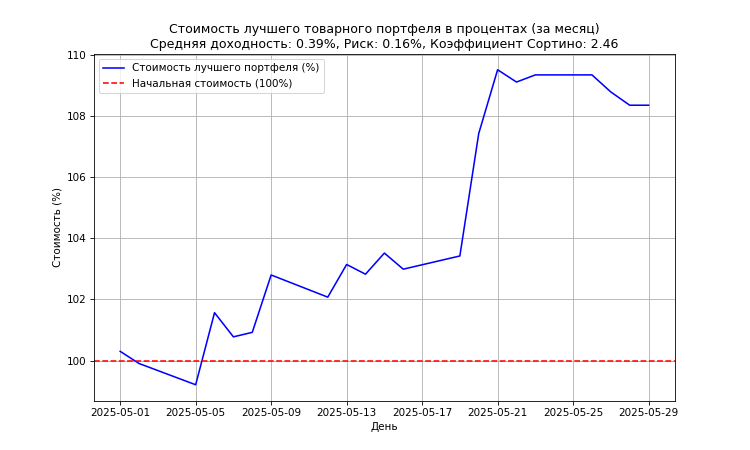 Стоимость лучшего товарного портфеля в процентах (за месяц)
Средняя доходность: 0.39%, Риск: 0.16%, Коэффициент Сортино: 2.46
Стоимость лучшего портфеля (%)
Начальная стоимость (100%)
Стоимость (%)
110
108
106
104
102
100
2025-05-01 2025-05-05 2025-05-09 2025-05-13 2025-05-17 2025-05-21 2025-05-25 2025-05-29
День